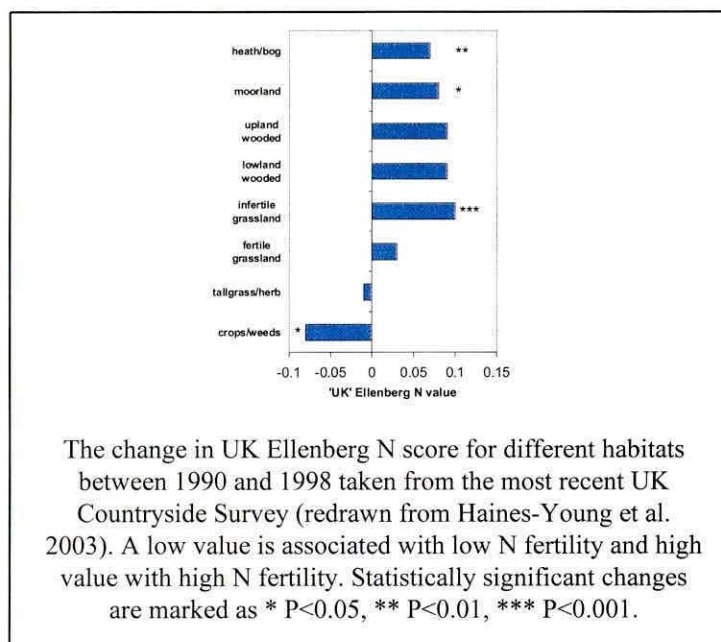 heath/bog
**
moorland
*
upland
wooded
lowland
wooded
infertile
grassland
***
fertile
grassland
tallgrass/herb
crops/weeds
*
-0.1 -0.05 0 0.05 0.1 0.15
'UK' Ellenberg N value
The change in UK Ellenberg N score for different habitats
between 1990 and 1998 taken from the most recent UK
Countryside Survey (redrawn from Haines-Young et al.
2003). A low value is associated with low N fertility and high
value with high N fertility. Statistically significant changes
are marked as * P<0.05, ** P<0.01, *** P<0.001.